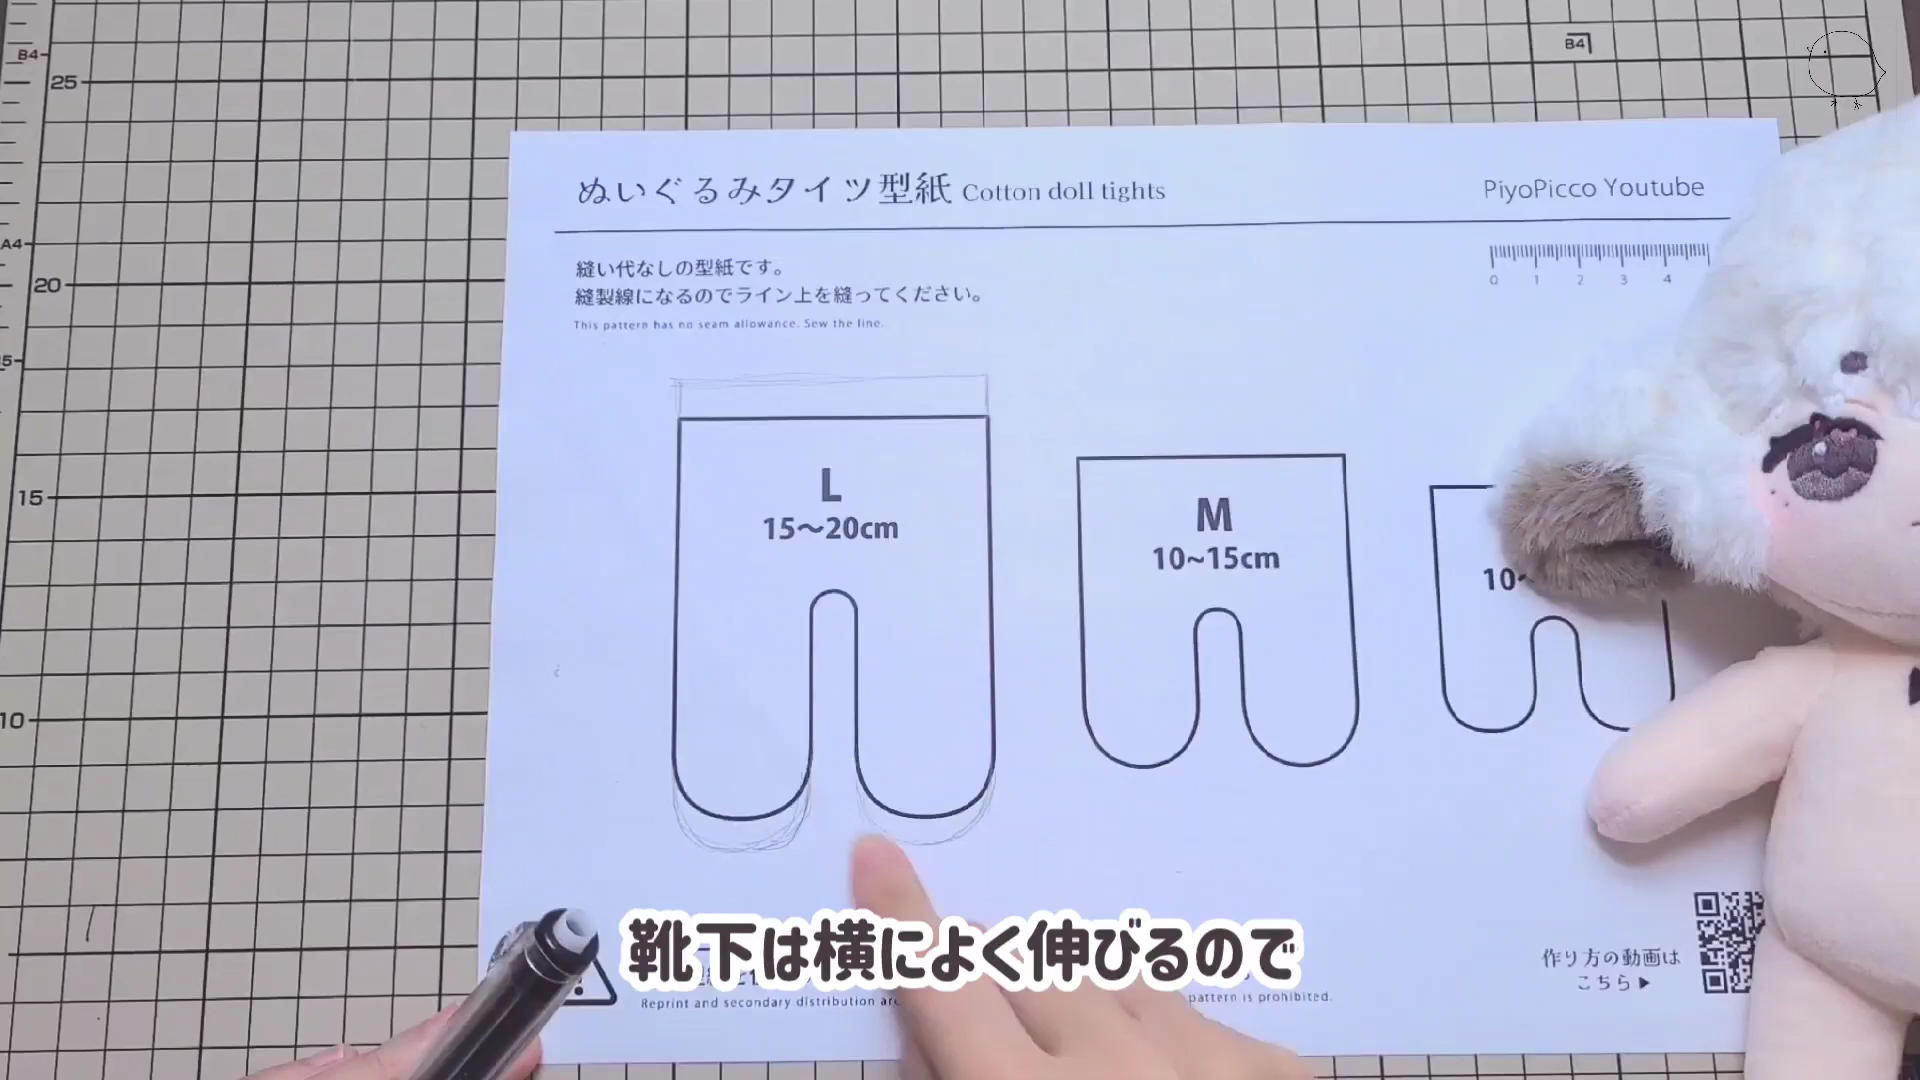 B4
25
A4
20
15
10
B4
ぬいぐるみタイツ型紙 Cotton doll tights
PiyoPicco Youtube
縫い代なしの型紙です。
縫製線になるのでライン上を縫ってください。
This pattern has no seam allowance. Sew the line.
0 1 2 3 4
L
15〜20cm
M
10~15cm
10~
靴下は横によく伸びるので
Reprint and secondary distribution
pattern is prohibited.
作り方の動画は
こちら▶